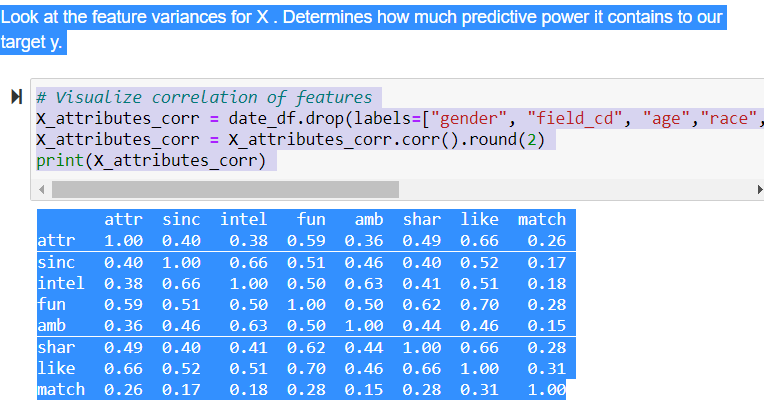 Look at the feature variances for X . Determines how much predictive power it contains to our
target y.
# Visualize correlation of features
X_attributes_corr = date_df.drop(labels=["gender", "field_cd", "age","race",
X_attributes_corr = X_attributes_corr.corr().round(2)
print(X_attributes_corr)
attr sinc intel fun amb shar like match
attr 1.00 0.40 0.38 0.59 0.36 0.49 0.66 0.26
sinc 0.40 1.00 0.66 0.51 0.46 0.40 0.52 0.17
intel 0.38 0.66 1.00 0.50 0.63 0.41 0.51 0.18
fun 0.59 0.51 0.50 1.00 0.50 0.62 0.70 0.28
amb 0.36 0.46 0.63 0.50 1.00 0.44 0.46 0.15
shar 0.49 0.40 0.41 0.62 0.44 1.00 0.66 0.28
like 0.66 0.52 0.51 0.70 0.46 0.66 1.00 0.31
match 0.26 0.17 0.18 0.28 0.15 0.28 0.31 1.00